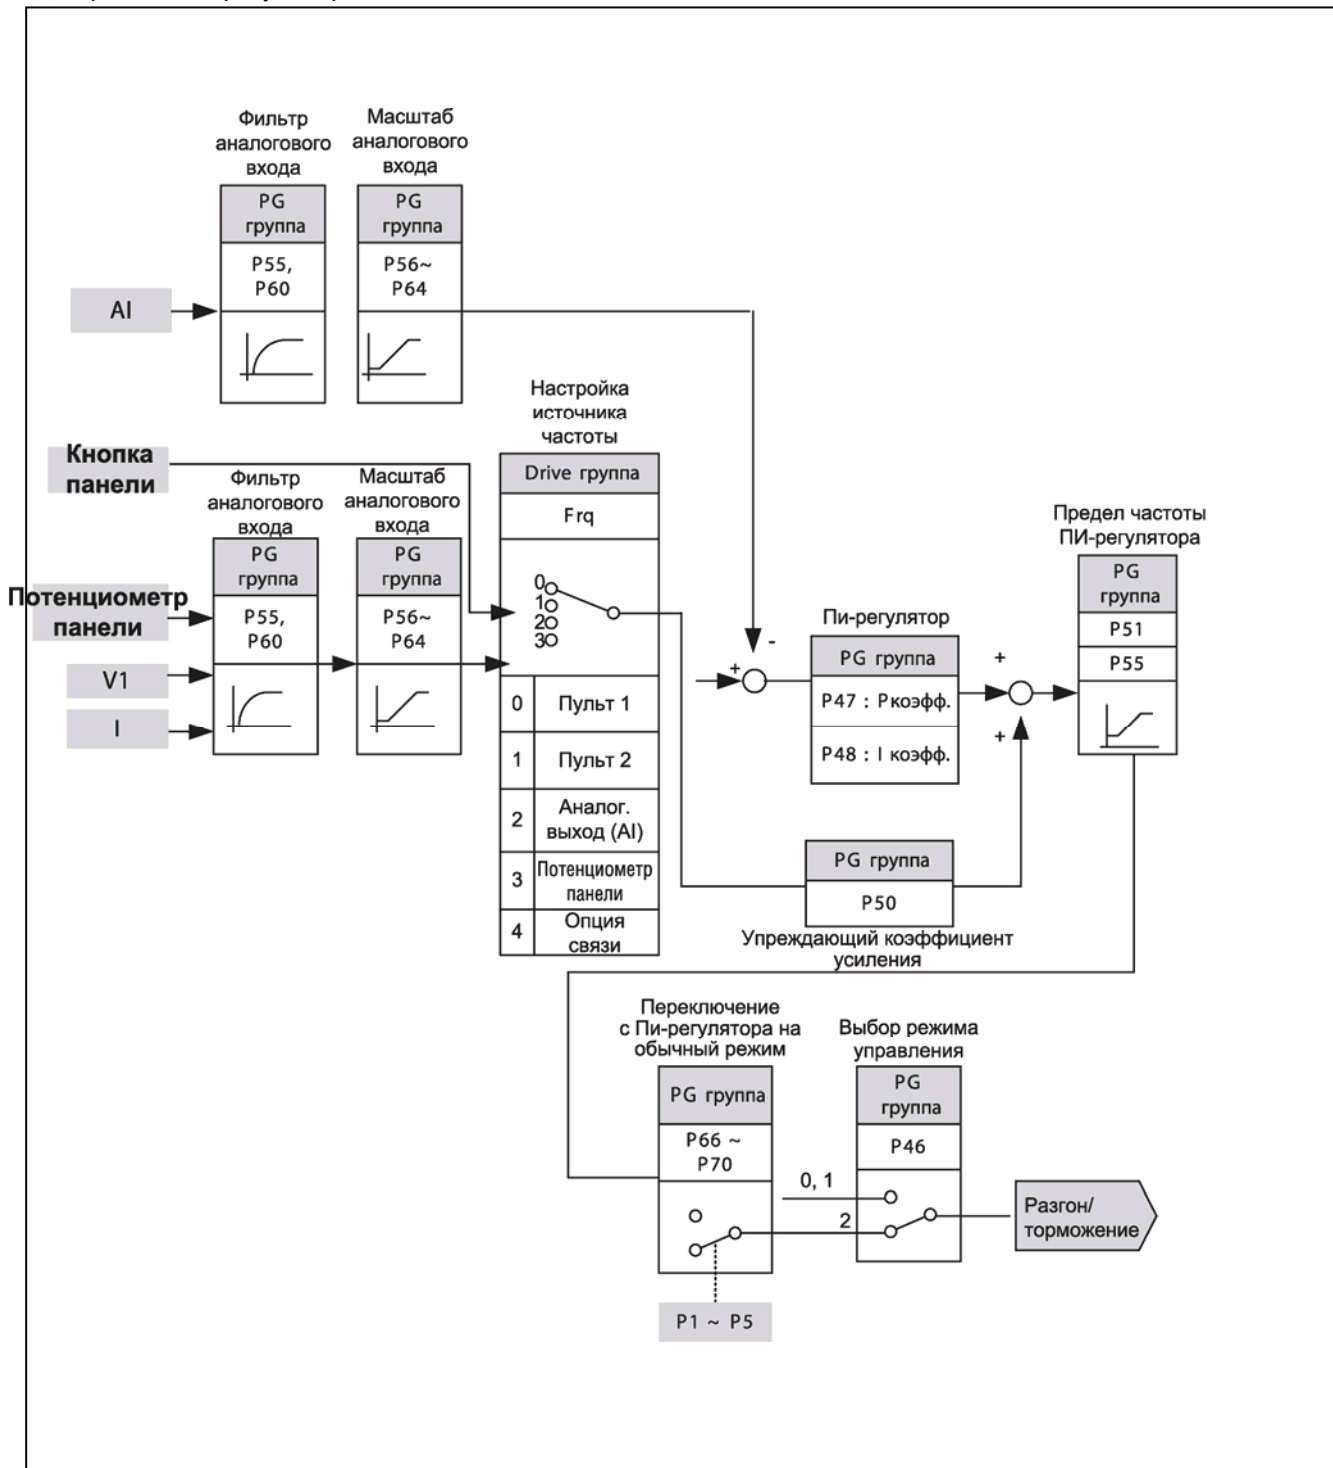 Фильтр
аналогового
входа
Масштаб
аналогового
входа
PG
группа
PG
группа
P55,
P60
P56~
P64
AI
Настройка
источника
частоты
Кнопка
панели
Фильтр
аналогового
входа
Масштаб
аналогового
входа
Drive группа
Frq
PG
группа
PG
группа
Потенциометр
панели
P55,
P60
P56~
P64
V1
I
0
1
2
3
0 Пульт 1
1 Пульт 2
2 Аналог.
выход (AI)
3 Потенциометр
панели
4 Опция
связи
-
+
Пи-регулятор
PG группа
P47 : Pкоэфф.
P48 : I коэфф.
+
+
Предел частоты
ПИ-регулятора
PG
группа
P51
P55
PG группа
P50
Упреждающий коэффициент
усиления
Переключение
с Пи-регулятора на
обычный режим
Выбор режима
управления
PG группа
P66 ~
P70
PG
группа
P46
0, 1
2
Разгон/
торможение
P1 ~ P5